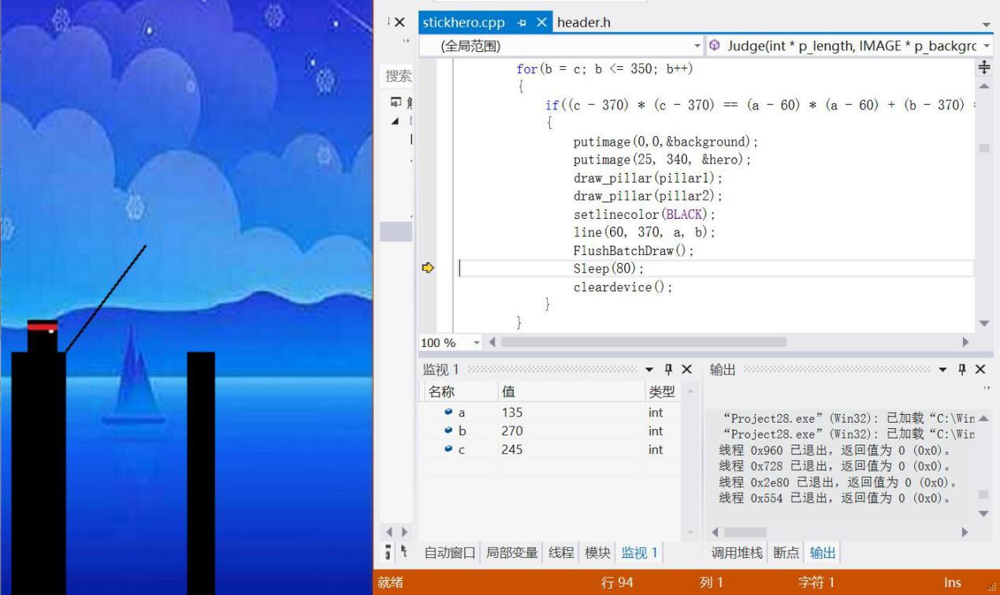 stickhero.cpp header.h
(全局范围) Judge(int * p_length, IMAGE * p_backgrc
搜索
for(b = c; b <= 350; b++)
{
if((c - 370) * (c - 370) == (a - 60) * (a - 60) + (b - 370)
{
putimage(0,0,&background);
putimage(25, 340, &hero);
draw_pillar(pillar1);
draw_pillar(pillar2);
setlinecolor(BLACK);
line(60, 370, a, b);
FlushBatchDraw();
Sleep(80);
cleardevice();
}
}
100 %
监视 1
名称 值 类型
a 135 int
b 270 int
c 245 int
自动窗口 局部变量 线程 模块 监视 1
输出
“Project28.exe”(Win32): 已加载“C:\Win
“Project28.exe”(Win32): 已加载“C:\Win
线程 0x960 已退出，返回值为 0 (0x0)。
线程 0x728 已退出，返回值为 0 (0x0)。
线程 0x2e80 已退出，返回值为 0 (0x0)。
线程 0x554 已退出，返回值为 0 (0x0)。
调用堆栈 断点 输出
就绪 行 94 列 1 字符 1 Ins